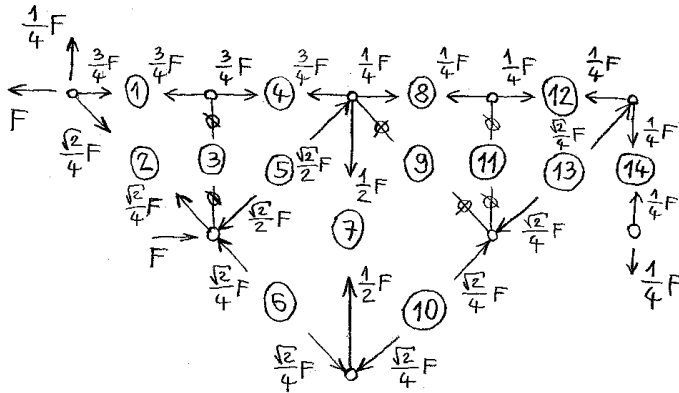 1/4 F
3/4 F 3/4 F 3/4 F 3/4 F 1/4 F 1/4 F 1/4 F 1/4 F
1 4 8 12
F
√2/4 F 2 3 5 √2/2 F 1/2 F 9 11 √2/4 F 13 14 1/4 F
√2/4 F √2/2 F 7 √2/4 F 1/4 F
F
√2/4 F 6 1/2 F 10 √2/4 F 1/4 F
√2/4 F √2/4 F